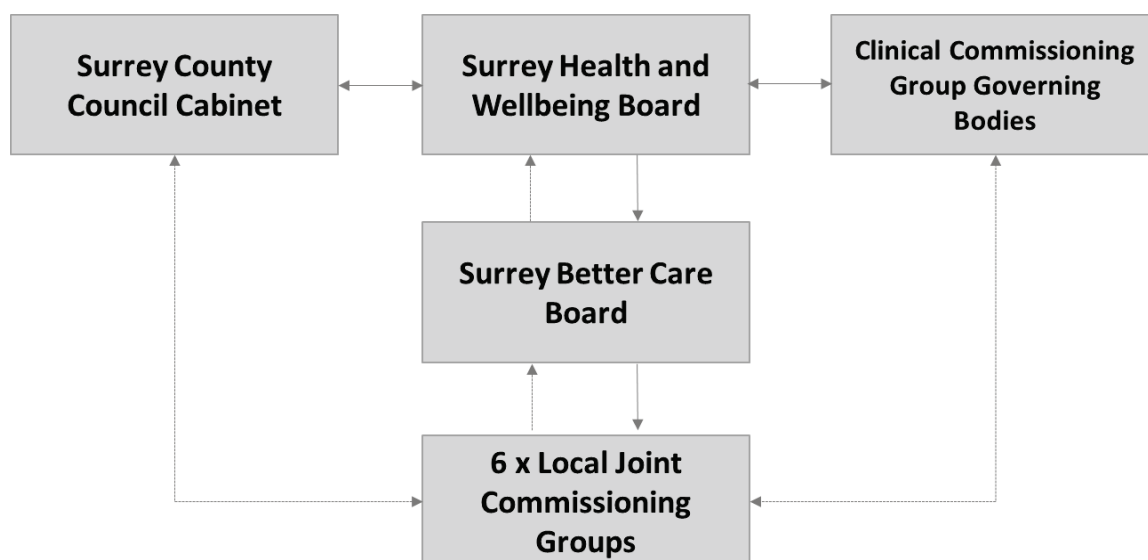 Surrey County
Council Cabinet
Surrey Health and
Wellbeing Board
Clinical Commissioning
Group Governing
Bodies
Surrey Better Care
Board
6 x Local Joint
Commissioning
Groups